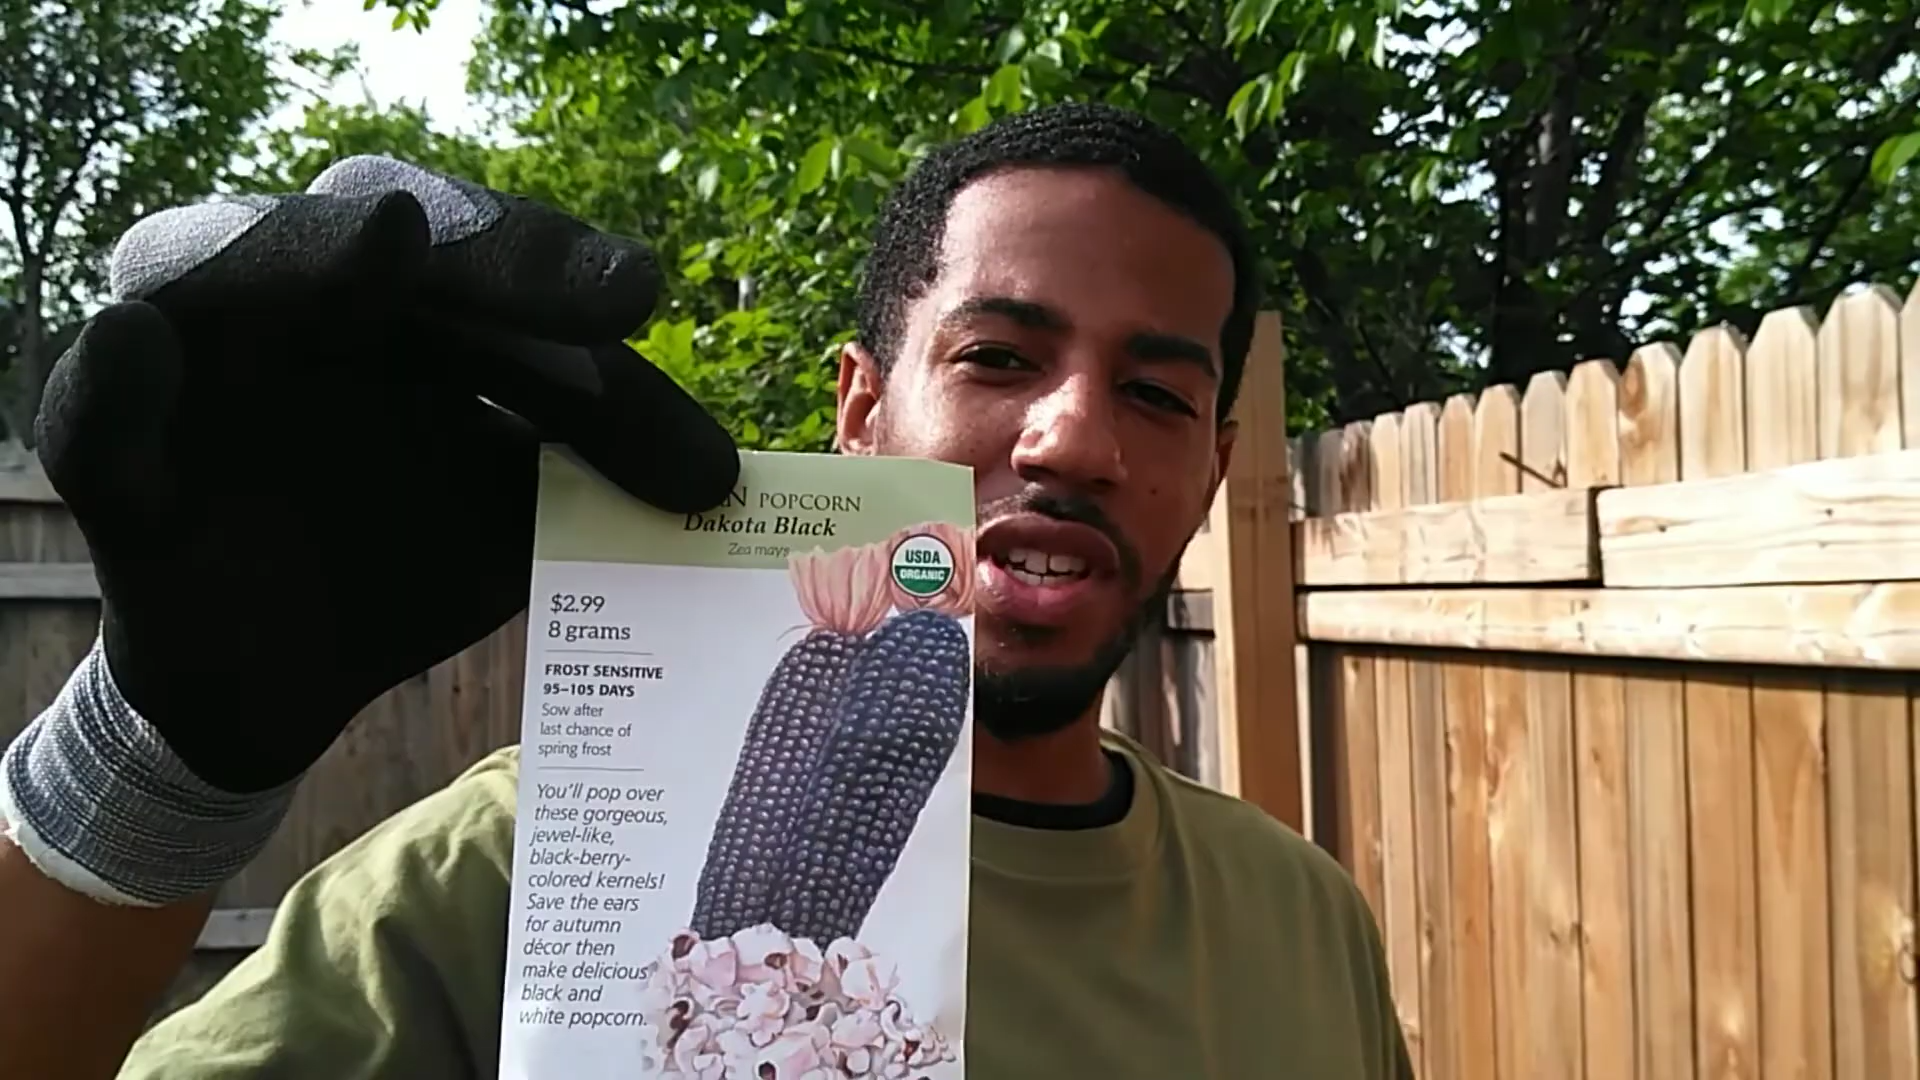 POPCORN
Dakota Black
Zea mays
USDA
ORGANIC
$2.99
8 grams
FROST SENSITIVE
95–105 DAYS
Sow after
last chance of
spring frost
You'll pop over
these gorgeous,
jewel-like,
black-berry-
colored kernels!
Save the ears
for autumn
décor then
make delicious
black and
white popcorn.